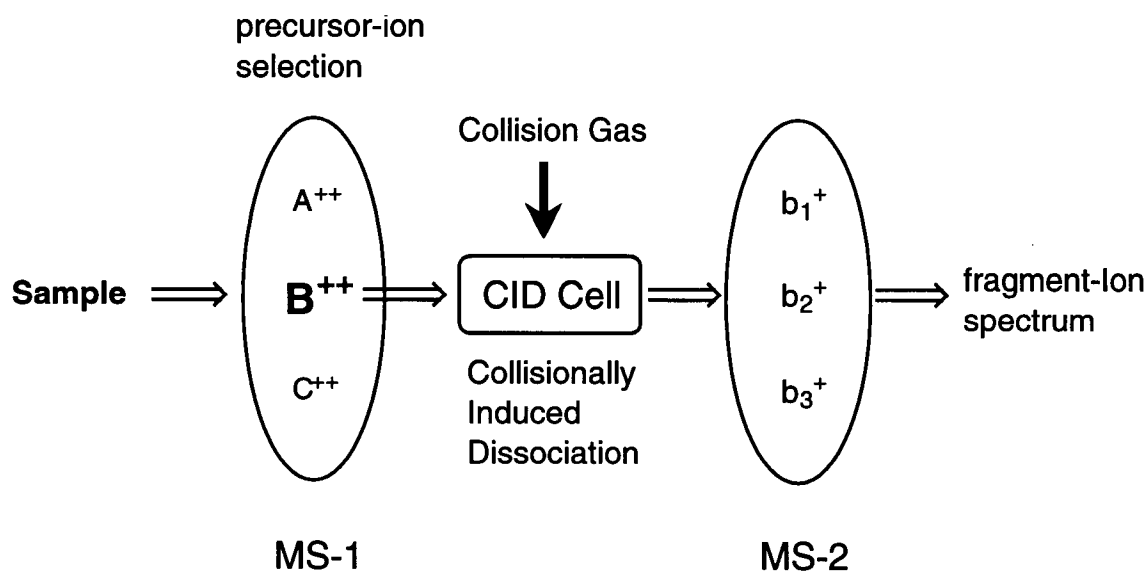 precursor-ion
selection
Collision Gas
A⁺⁺
b₁⁺
Sample
B⁺⁺
CID Cell
b₂⁺
fragment-Ion
spectrum
C⁺⁺
Collisionally
Induced
Dissociation
b₃⁺
MS-1
MS-2